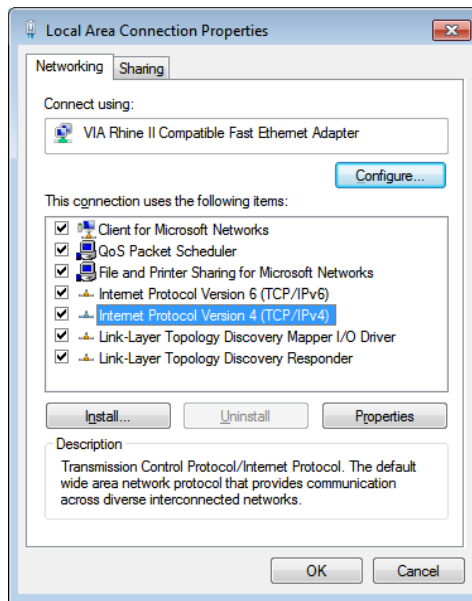 Local Area Connection Properties
Networking
Sharing
Connect using:
VIA Rhine II Compatible Fast Ethernet Adapter
Configure...
This connection uses the following items:
Client for Microsoft Networks
QoS Packet Scheduler
File and Printer Sharing for Microsoft Networks
Internet Protocol Version 6 (TCP/IPv6)
Internet Protocol Version 4 (TCP/IPv4)
Link-Layer Topology Discovery Mapper I/O Driver
Link-Layer Topology Discovery Responder
Install...
Uninstall
Properties
Description
Transmission Control Protocol/Internet Protocol. The default
wide area network protocol that provides communication
across diverse interconnected networks.
OK
Cancel